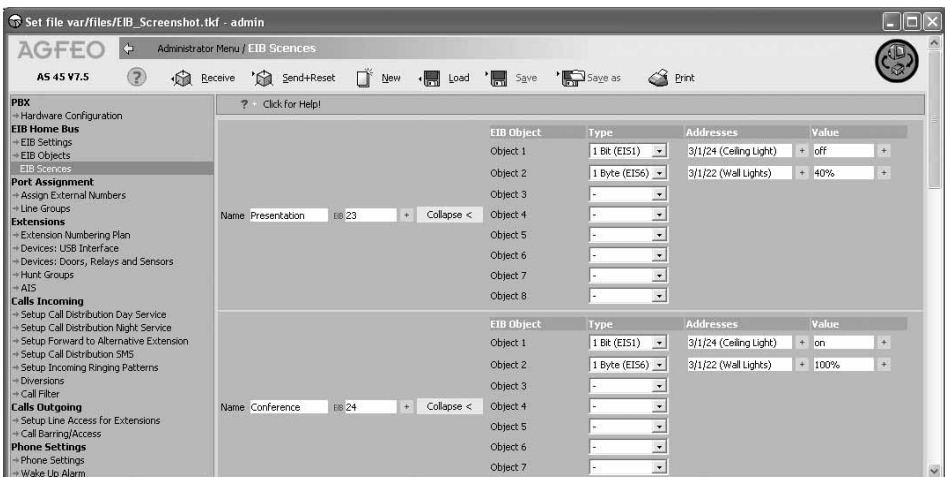 Set file var/files/EIB_Screenshot.tkf - admin
AGFEO Administrator Menu / EIB Scences
AS 45 V7.5 ? Receive Send+Reset New Load Save Save as Print
PBX
Hardware Configuration
EIB Home Bus
EIB Settings
EIB Objects
EIB Scences
Port Assignment
Assign External Numbers
Line Groups
Extensions
Extension Numbering Plan
Devices: USB Interface
Devices: Doors, Relays and Sensors
Hunt Groups
AIS
Calls Incoming
Setup Call Distribution Day Service
Setup Call Distribution Night Service
Setup Forward to Alternative Extension
Setup Call Distribution SMS
Setup Incoming Ringing Patterns
Diversions
Call Filter
Calls Outgoing
Setup Line Access for Extensions
Call Barring/Access
Phone Settings
Phone Settings
Wake Up Alarm
? Click for Help!
EIB Object Type Addresses Value
Object 1 1 Bit (EIS1) 3/1/24 (Ceiling Light) + off +
Object 2 1 Byte (EIS6) 3/1/22 (Wall Lights) + 40% +
Object 3 -
Name Presentation EIB 23 + Collapse < Object 4 -
Object 5 -
Object 6 -
Object 7 -
Object 8 -
EIB Object Type Addresses Value
Object 1 1 Bit (EIS1) 3/1/24 (Ceiling Light) + on +
Object 2 1 Byte (EIS6) 3/1/22 (Wall Lights) + 100% +
Object 3 -
Name Conference EIB 24 + Collapse < Object 4 -
Object 5 -
Object 6 -
Object 7 -